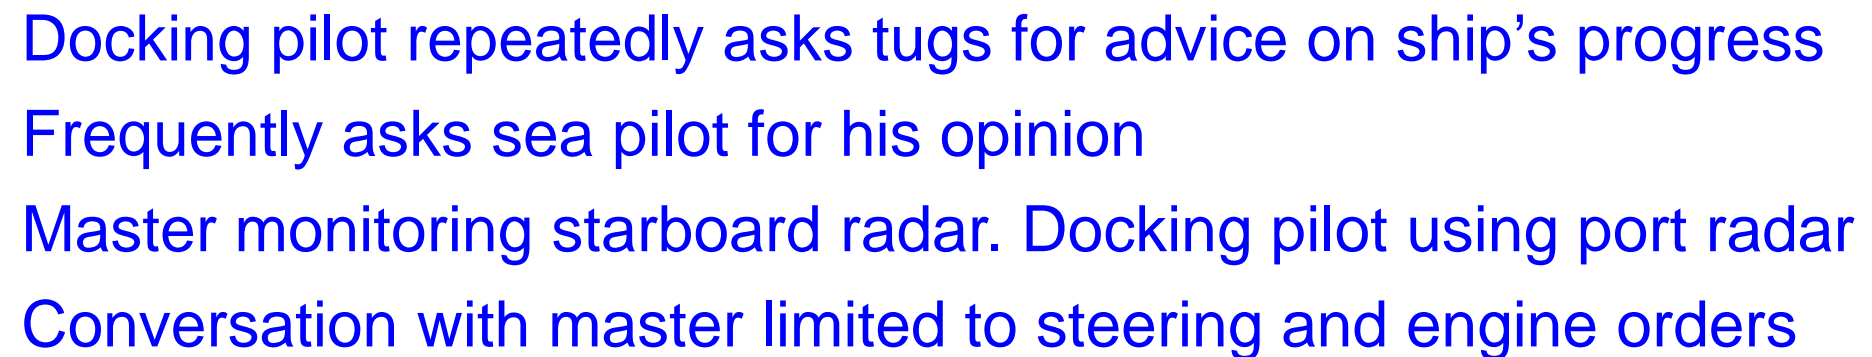 Docking pilot repeatedly asks tugs for advice on ship’s progress
Frequently asks sea pilot for his opinion
Master monitoring starboard radar. Docking pilot using port radar
Conversation with master limited to steering and engine orders